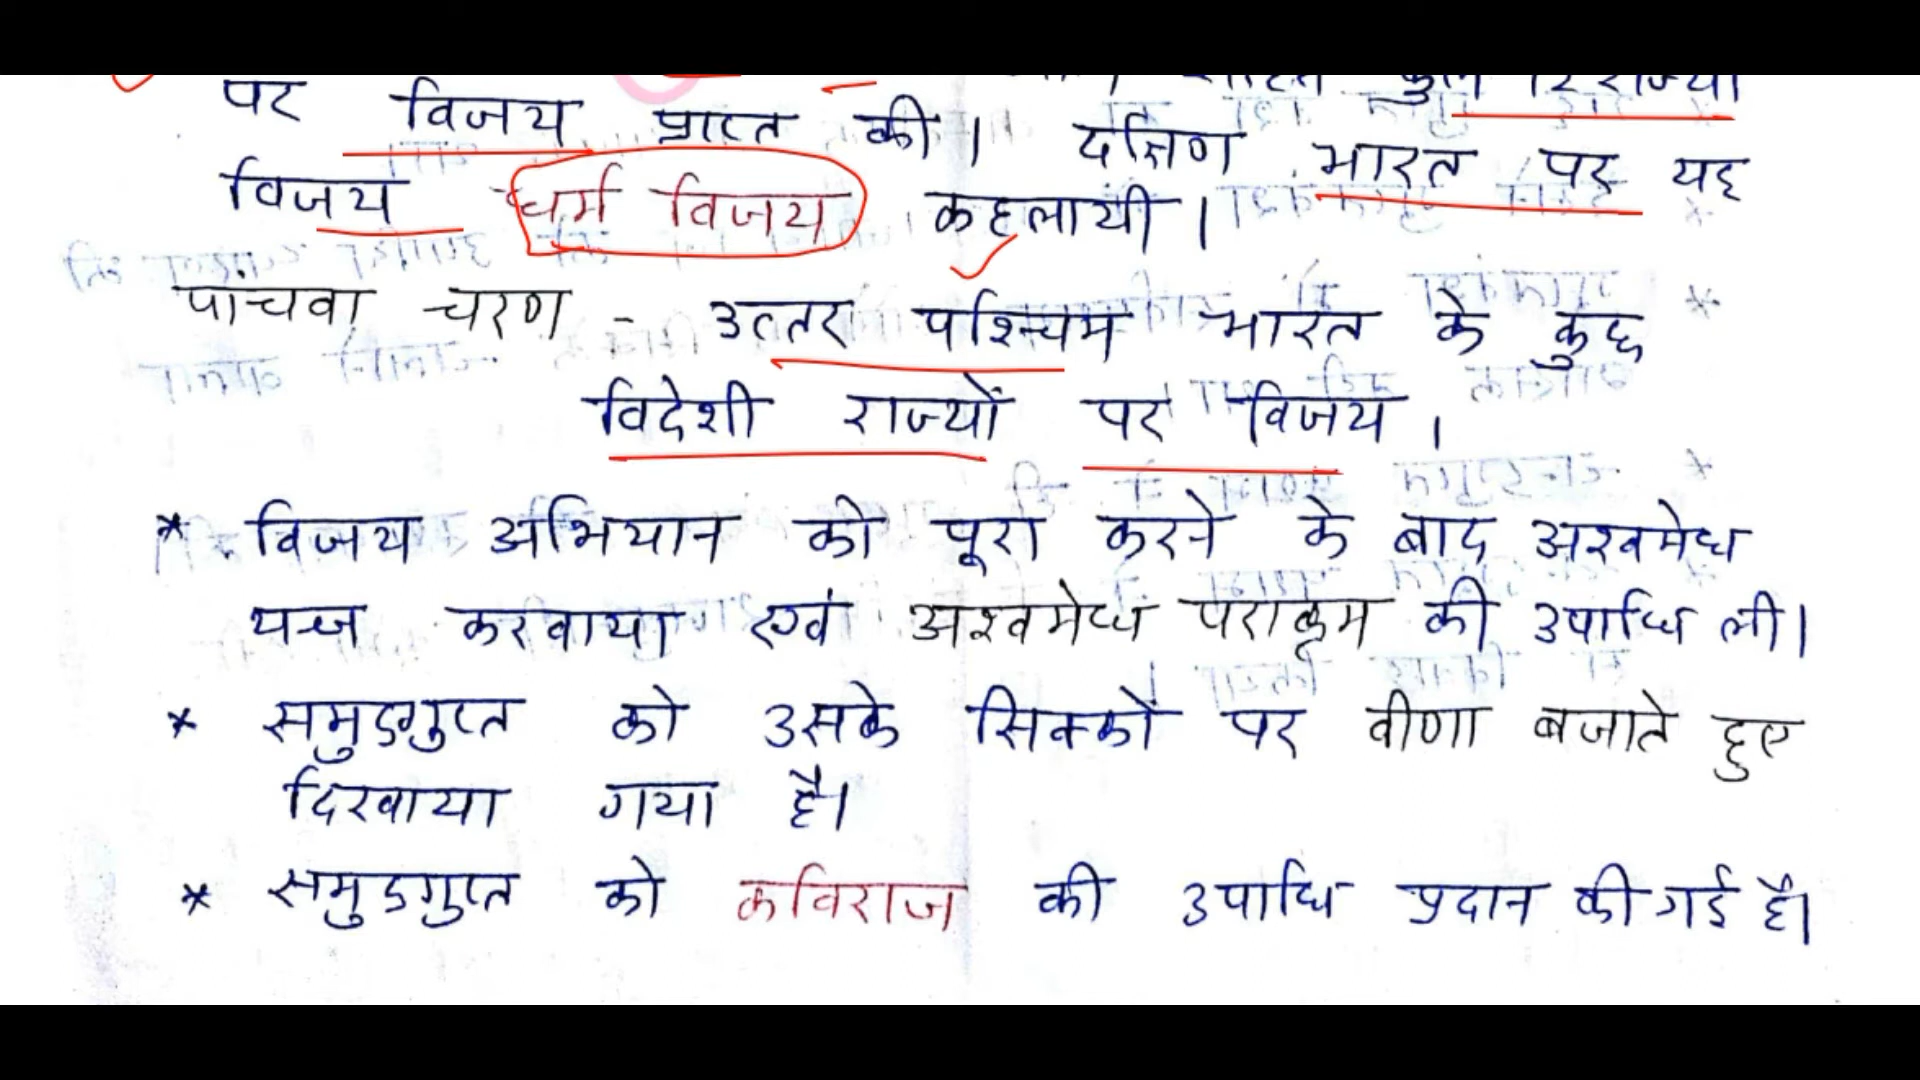 राज्यों
पर विजय प्राप्त की। दक्षिण भारत पर यह
विजय धर्म विजय कहलायी।
पांचवा चरण - उत्तर पश्चिम भारत के कुछ
विदेशी राज्यों पर विजय।
* विजय अभियान को पूरा करने के बाद अश्वमेध
यज्ञ करवाया एवं अश्वमेध पराक्रम की उपाधि ली।
* समुद्रगुप्त को उसके सिक्कों पर वीणा बजाते हुए
दिखाया गया है।
* समुद्रगुप्त को कविराज की उपाधि प्रदान की गई है।